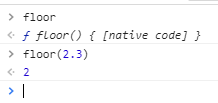 > floor
< ƒ floor() { [native code] }
> floor(2.3)
< 2
>